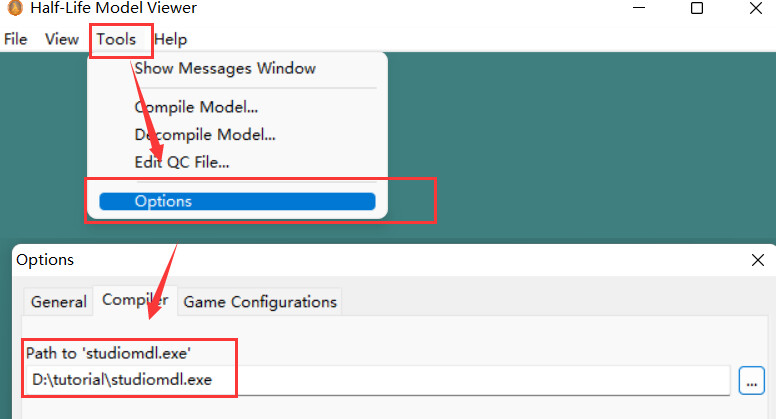 Half-Life Model Viewer
File View Tools Help
Show Messages Window
Compile Model...
Decompile Model...
Edit QC File...
Options
Options
General Compiler Game Configurations
Path to 'studiomdl.exe'
D:\tutorial\studiomdl.exe
...